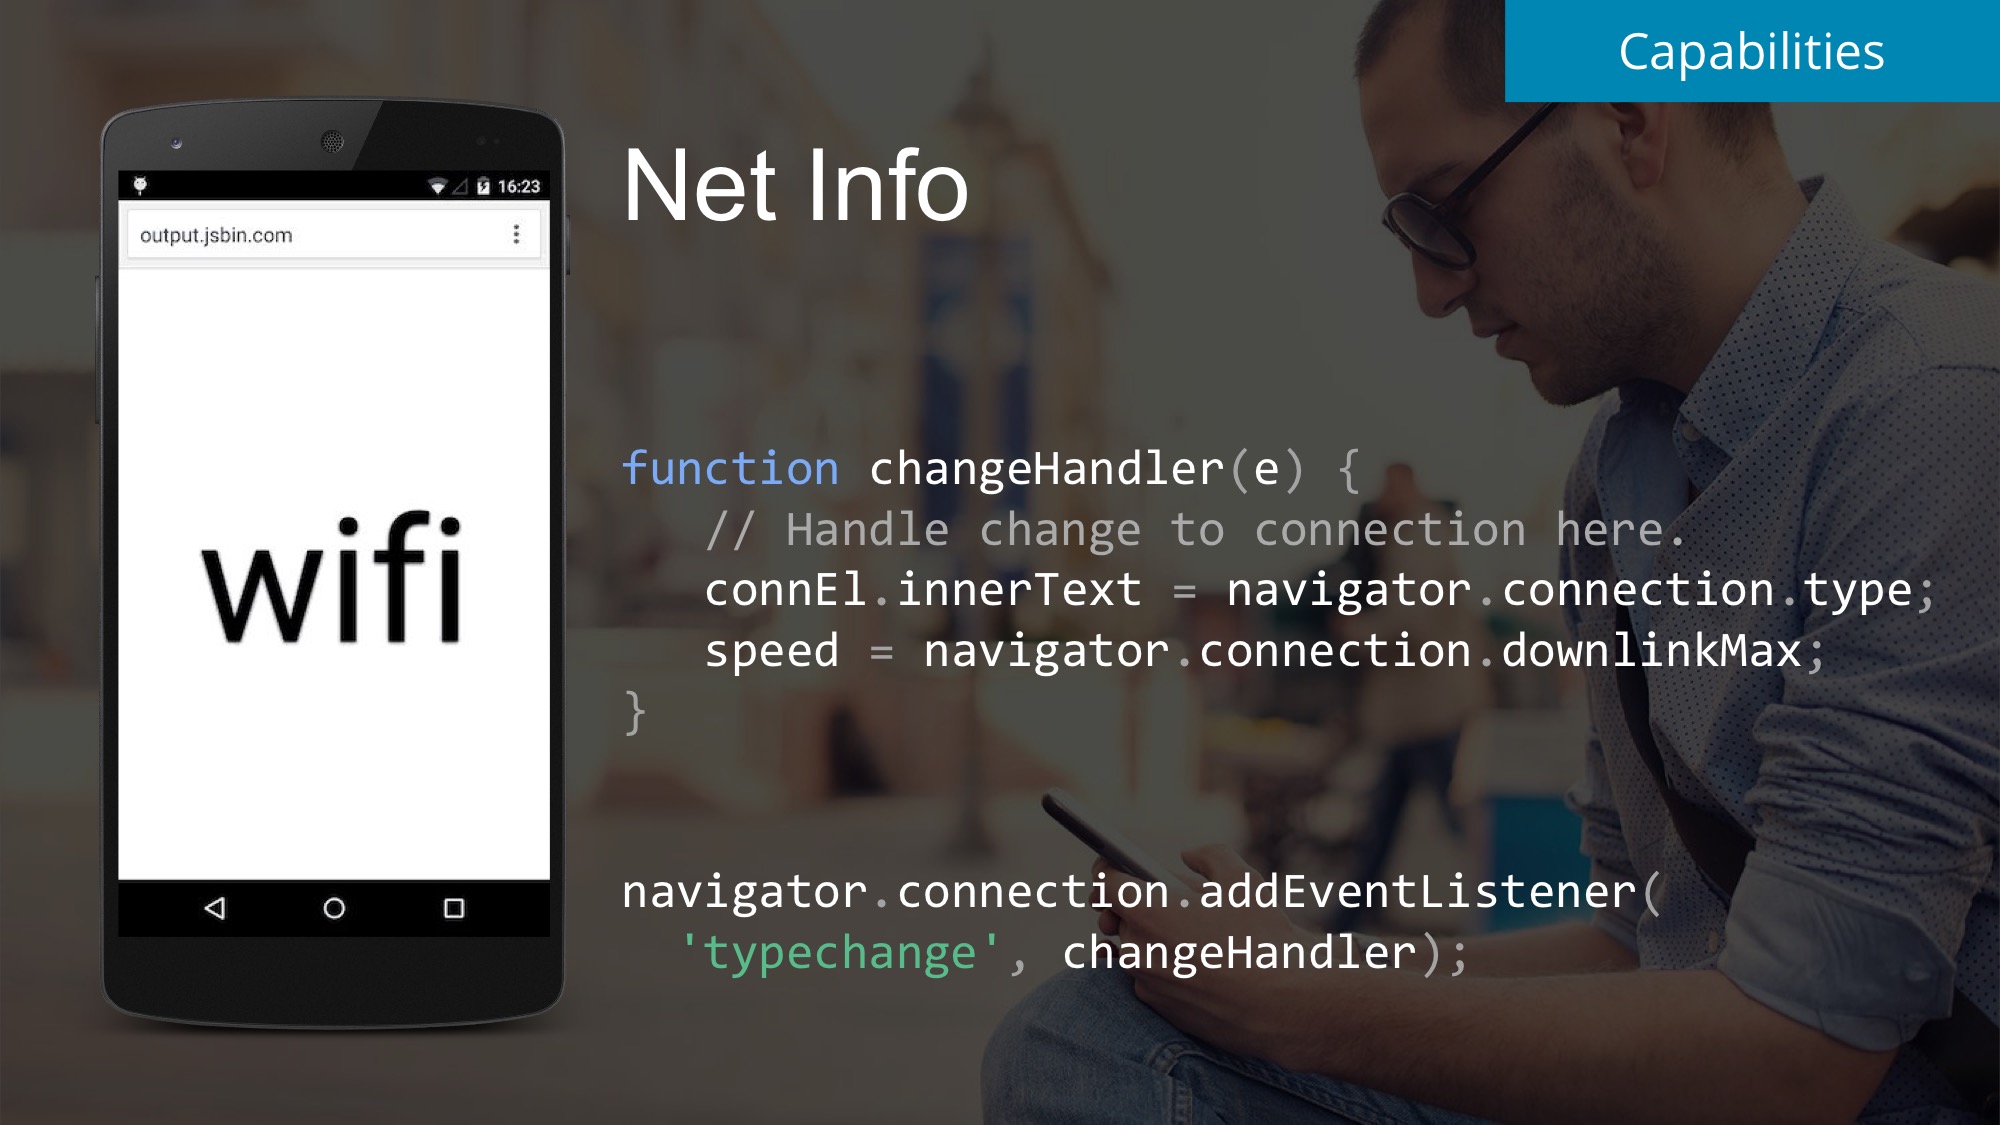 Capabilities
16:23
output.jsbin.com
wifi
Net Info
function changeHandler(e) {
// Handle change to connection here.
connEl.innerText = navigator.connection.type;
speed = navigator.connection.downlinkMax;
}
navigator.connection.addEventListener(
'typechange', changeHandler);